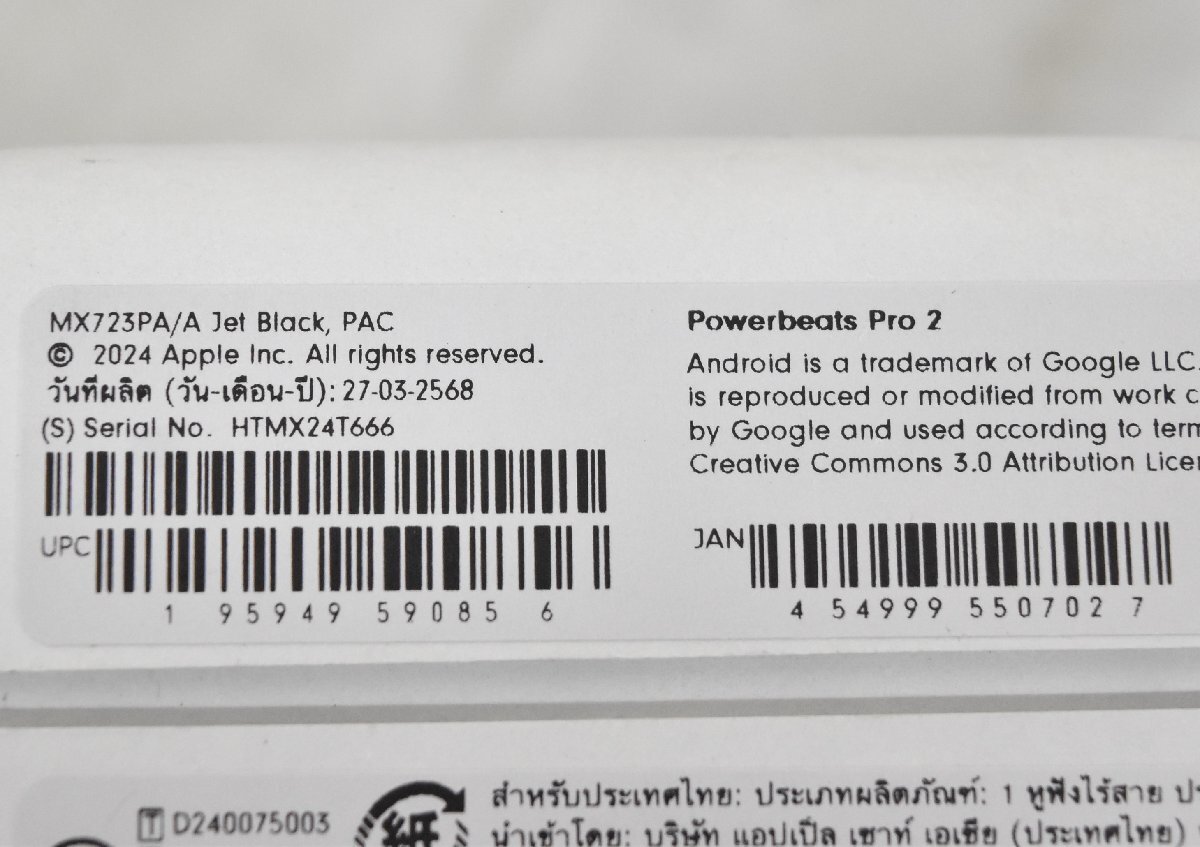 MX723PA/A Jet Black, PAC
© 2024 Apple Inc. All rights reserved.
วันที่ผลิต (วัน-เดือน-ปี): 27-03-2568
(S) Serial No. HTMX24T666
UPC
1 95949 59085 6
Powerbeats Pro 2
Android is a trademark of Google LLC.
is reproduced or modified from work
by Google and used according to
Creative Commons 3.0 Attribution
JAN
4 54999 550702 7
T D240075003
紙
สำหรับประเทศไทย: ประเภทผลิตภัณฑ์: 1 หูฟังไร้สาย
นำเข้าโดย: บริษัท แอปเปิ้ล เซาท์ เอเชีย (ประเทศไทย)